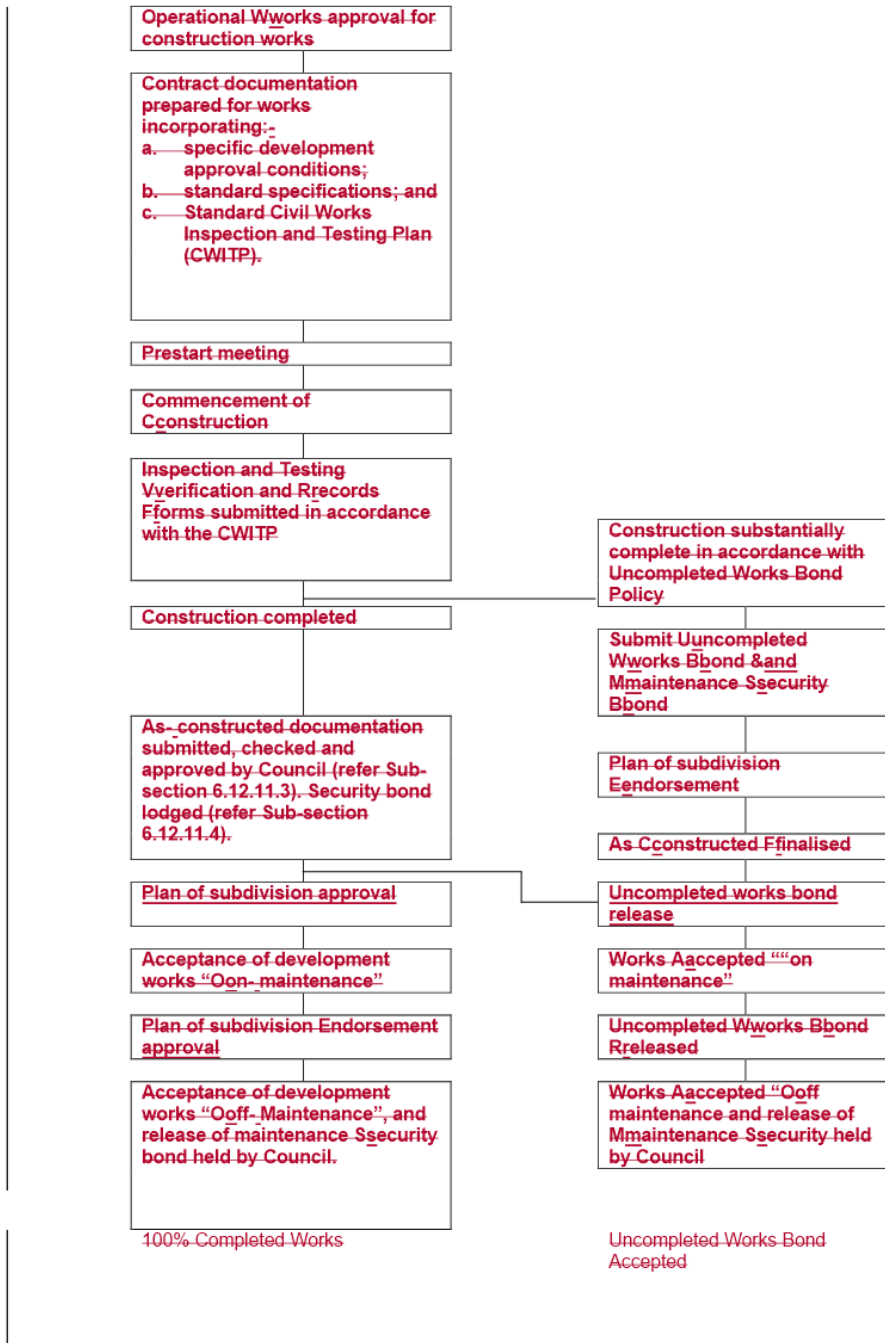 Operational Wworks approval for
construction works
Contract documentation
prepared for works
incorporating:-
a. specific development
approval conditions;
b. standard specifications; and
c. Standard Civil Works
Inspection and Testing Plan
(CWITP).
Prestart meeting
Commencement of
Cconstruction
Inspection and Testing
Vverification and Rrecords
Fforms submitted in accordance
with the CWITP
Construction completed
As- constructed documentation
submitted, checked and
approved by Council (refer Sub-
section 6.12.11.3). Security bond
lodged (refer Sub-section
6.12.11.4).
Plan of subdivision approval
Acceptance of development
works “Oon- maintenance”
Plan of subdivision Endorsement
approval
Acceptance of development
works “Ooff- Maintenance”, and
release of maintenance Ssecurity
bond held by Council.
100% Completed Works
Construction substantially
complete in accordance with
Uncompleted Works Bond
Policy
Submit Uuncompleted
Wworks Bbond &and
Mmaintenance Ssecurity
Bbond
Plan of subdivision
Eendorsement
As Cconstructed Ffinalised
Uncompleted works bond
release
Works Aaccepted ““on
maintenance”
Uncompleted Wworks Bbond
Rreleased
Works Aaccepted “Ooff
maintenance and release of
Mmaintenance Ssecurity held
by Council
Uncompleted Works Bond
Accepted